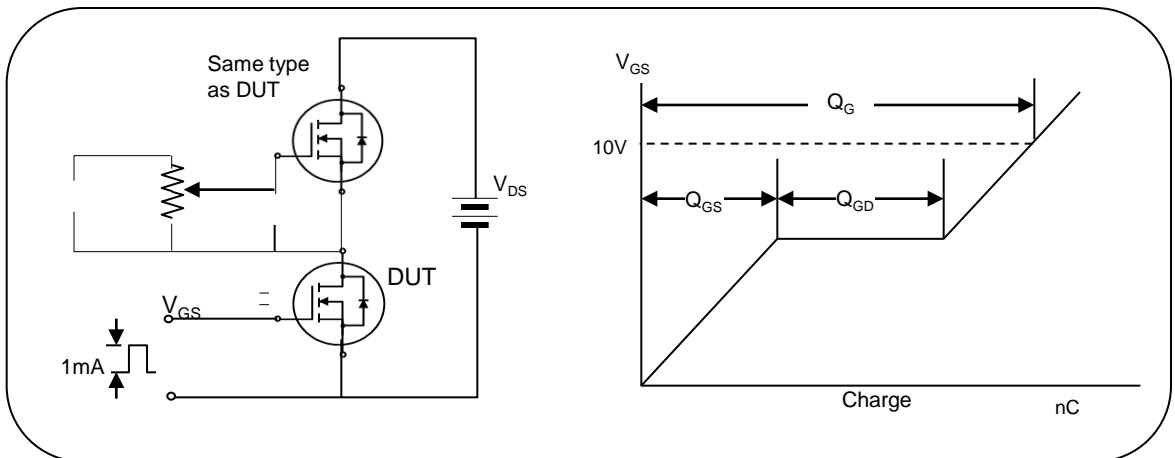 Same type
as DUT
V_DS
DUT
V_GS
1mA
V_GS
Q_G
10V
Q_GS
Q_GD
Charge
nC